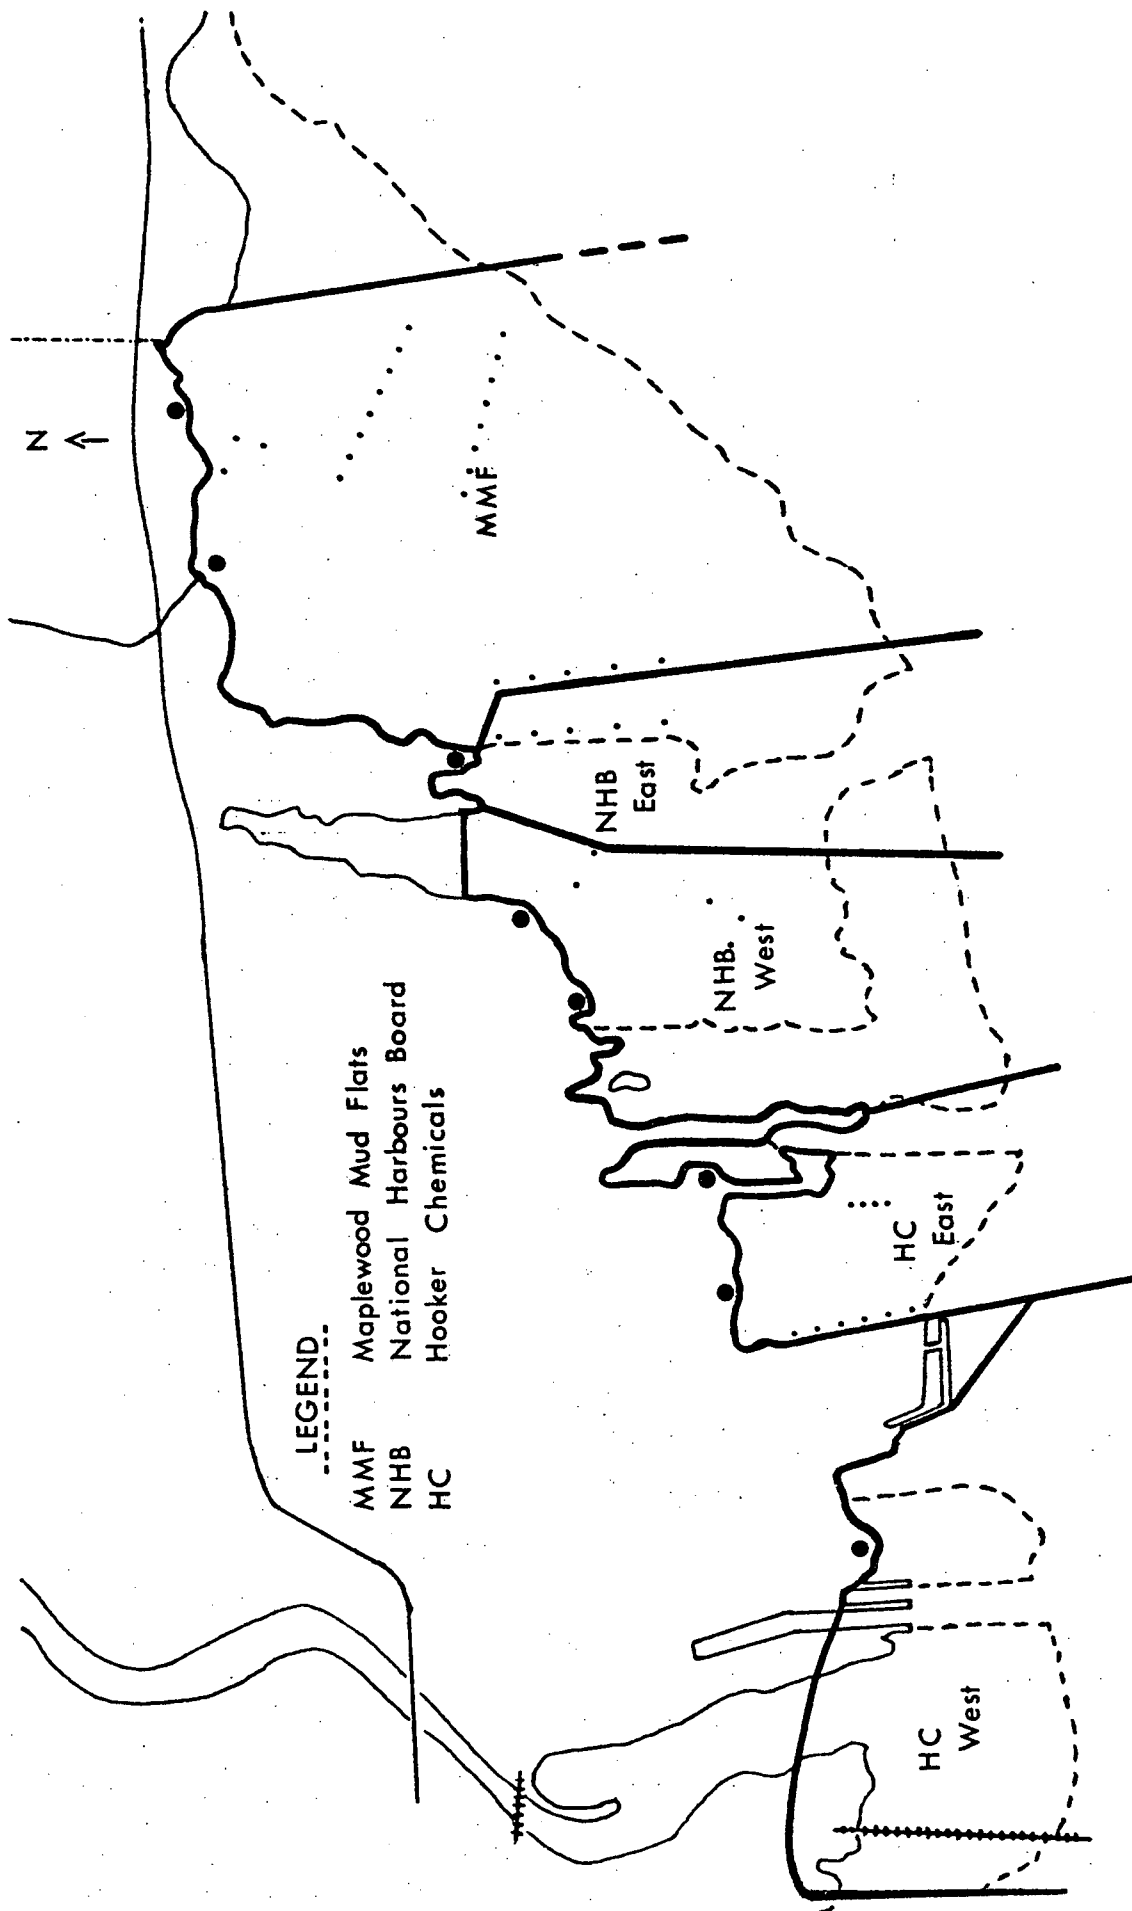 N
MMF
NHB
East
NHB
West
HC
East
HC
West
LEGEND
MMF Maplewood Mud Flats
NHB National Harbours Board
HC Hooker Chemicals